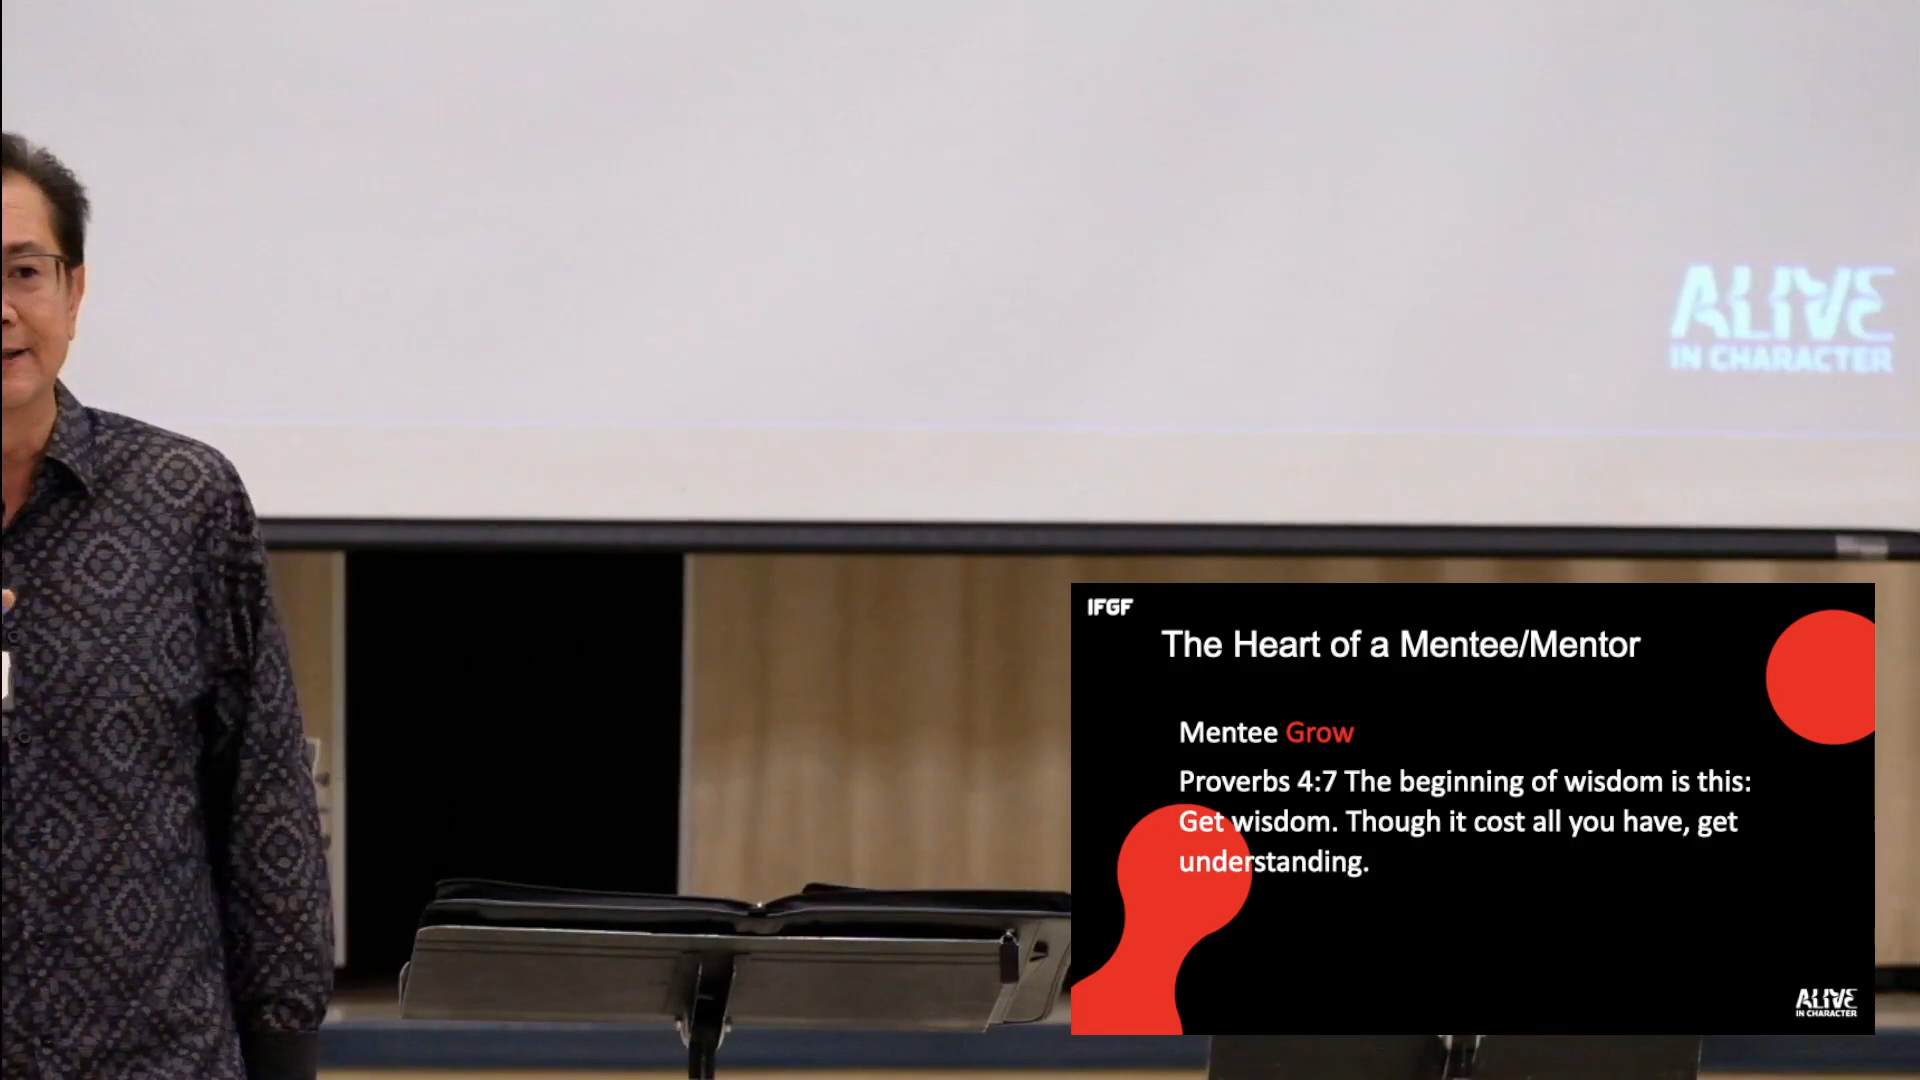 ALIVE
IN CHARACTER
IFGF
The Heart of a Mentee/Mentor
Mentee Grow
Proverbs 4:7 The beginning of wisdom is this:
Get wisdom. Though it cost all you have, get
understanding.
ALIVE
IN CHARACTER